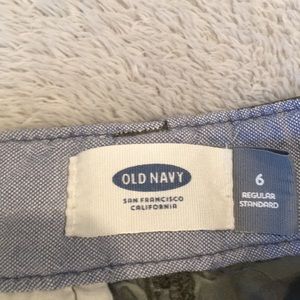 OLD NAVY
SAN FRANCISCO
CALIFORNIA
6
REGULAR
STANDARD